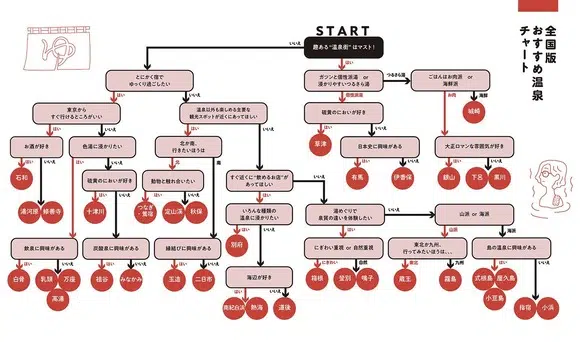 START
全国版
おすすめ温泉
チャート
ゆ
趣ある“温泉街”はマスト！
いいえ
はい
とにかく宿で
ゆっくり過ごしたい
ガツンと個性派湯 or
浸かりやすいつるすべ湯
つるすべ湯
個性派湯
ごはんはお肉派 or
海鮮派
お肉
海鮮
城崎
はい
いいえ
東京から
すぐ行けるところがいい
温泉以外も楽しめる主要な
観光スポットが近くにあってほしい
硫黄のにおいが好き
はい
いいえ
草津
はい
いいえ
お酒が好き
色湯に浸かりたい
北か南、
行きたいほうは
日本史に興味がある
大正ロマンな雰囲気が好き
はい
いいえ
石和
湯河原
修善寺
はい
いいえ
硫黄のにおいが好き
北
南
動物と触れ合いたい
すぐ近くに“飲めるお店”が
あってほしい
はい
いいえ
有馬
伊香保
はい
いいえ
銀山
下呂
黒川
はい
いいえ
十津川
はい
いいえ
つなぎ・鶯宿
定山渓
秋保
はい
いいえ
いろんな種類の
温泉に浸かりたい
湯めぐりで
泉質の違いを体験したい
いいえ
山派 or 海派
はい
いいえ
別府
はい
山派
海派
飲泉に興味がある
炭酸泉に興味がある
縁結びに興味がある
にぎわい重視 or 自然重視
東北か九州、
行ってみたいほうは…
島の温泉に興味がある
はい
いいえ
白骨
乳頭
万座
高湯
はい
いいえ
祖谷
みなかみ
はい
いいえ
玉造
二日市
海辺が好き
はい
いいえ
南紀白浜
熱海
道後
にぎわい
自然
箱根
登別
鳴子
東北
九州
蔵王
霧島
はい
いいえ
式根島
屋久島
小豆島
指宿
小浜